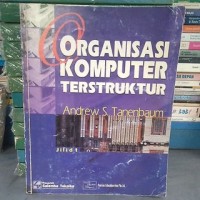 ORGANISASI
KOMPUTER
TERSTRUKTUR
Andrew S. Tanenbaum
Jilid 1